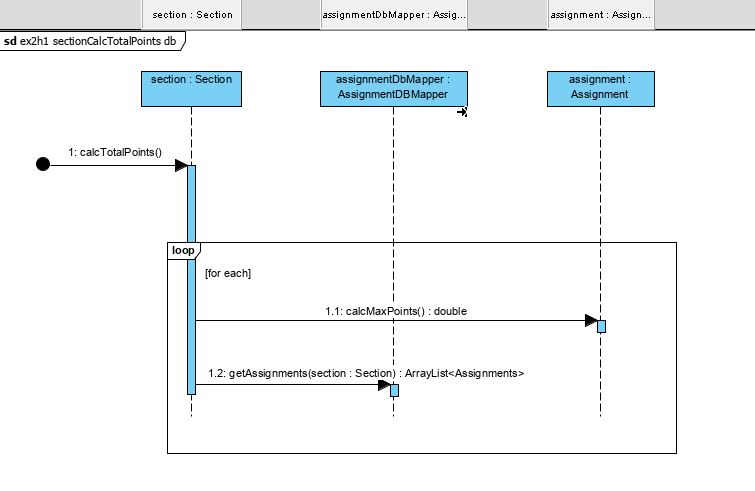 section : Section
assignmentDbMapper : Assig...
assignment : Assign...
sd ex2h1 sectionCalcTotalPoints db
section : Section
assignmentDbMapper :
AssignmentDBMapper
assignment :
Assignment
1: calcTotalPoints()
loop
[for each]
1.1: calcMaxPoints() : double
1.2: getAssignments(section : Section) : ArrayList<Assignments>